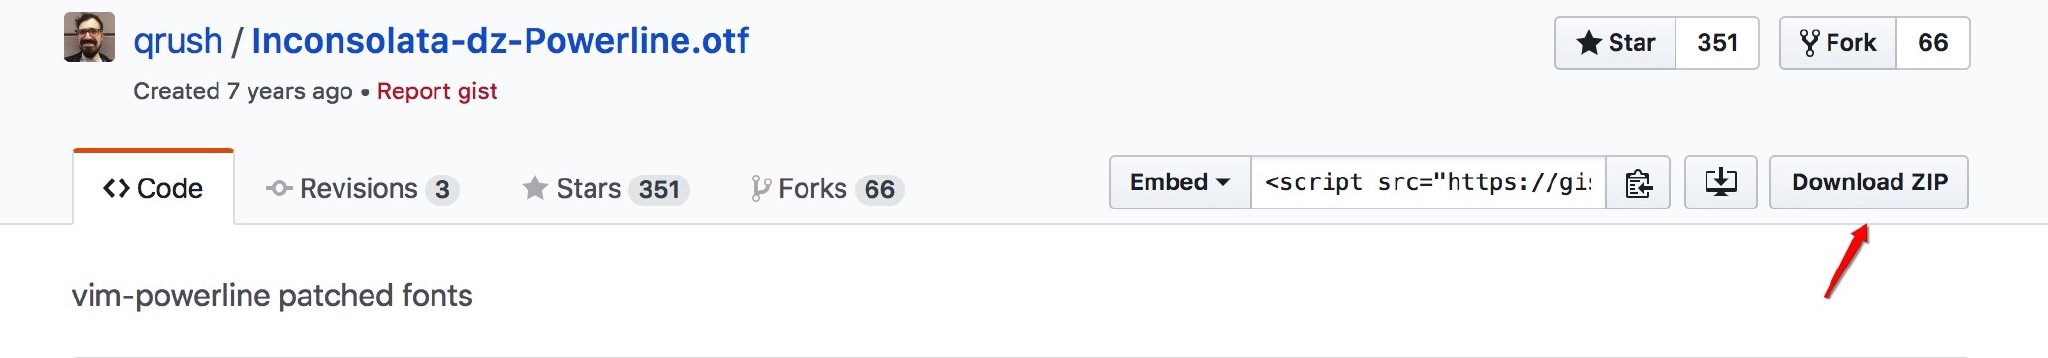 qrush / Inconsolata-dz-Powerline.otf
Star 351 Fork 66
Created 7 years ago • Report gist
<> Code Revisions 3 Stars 351 Forks 66 Embed <script src="https://gis Download ZIP
vim-powerline patched fonts